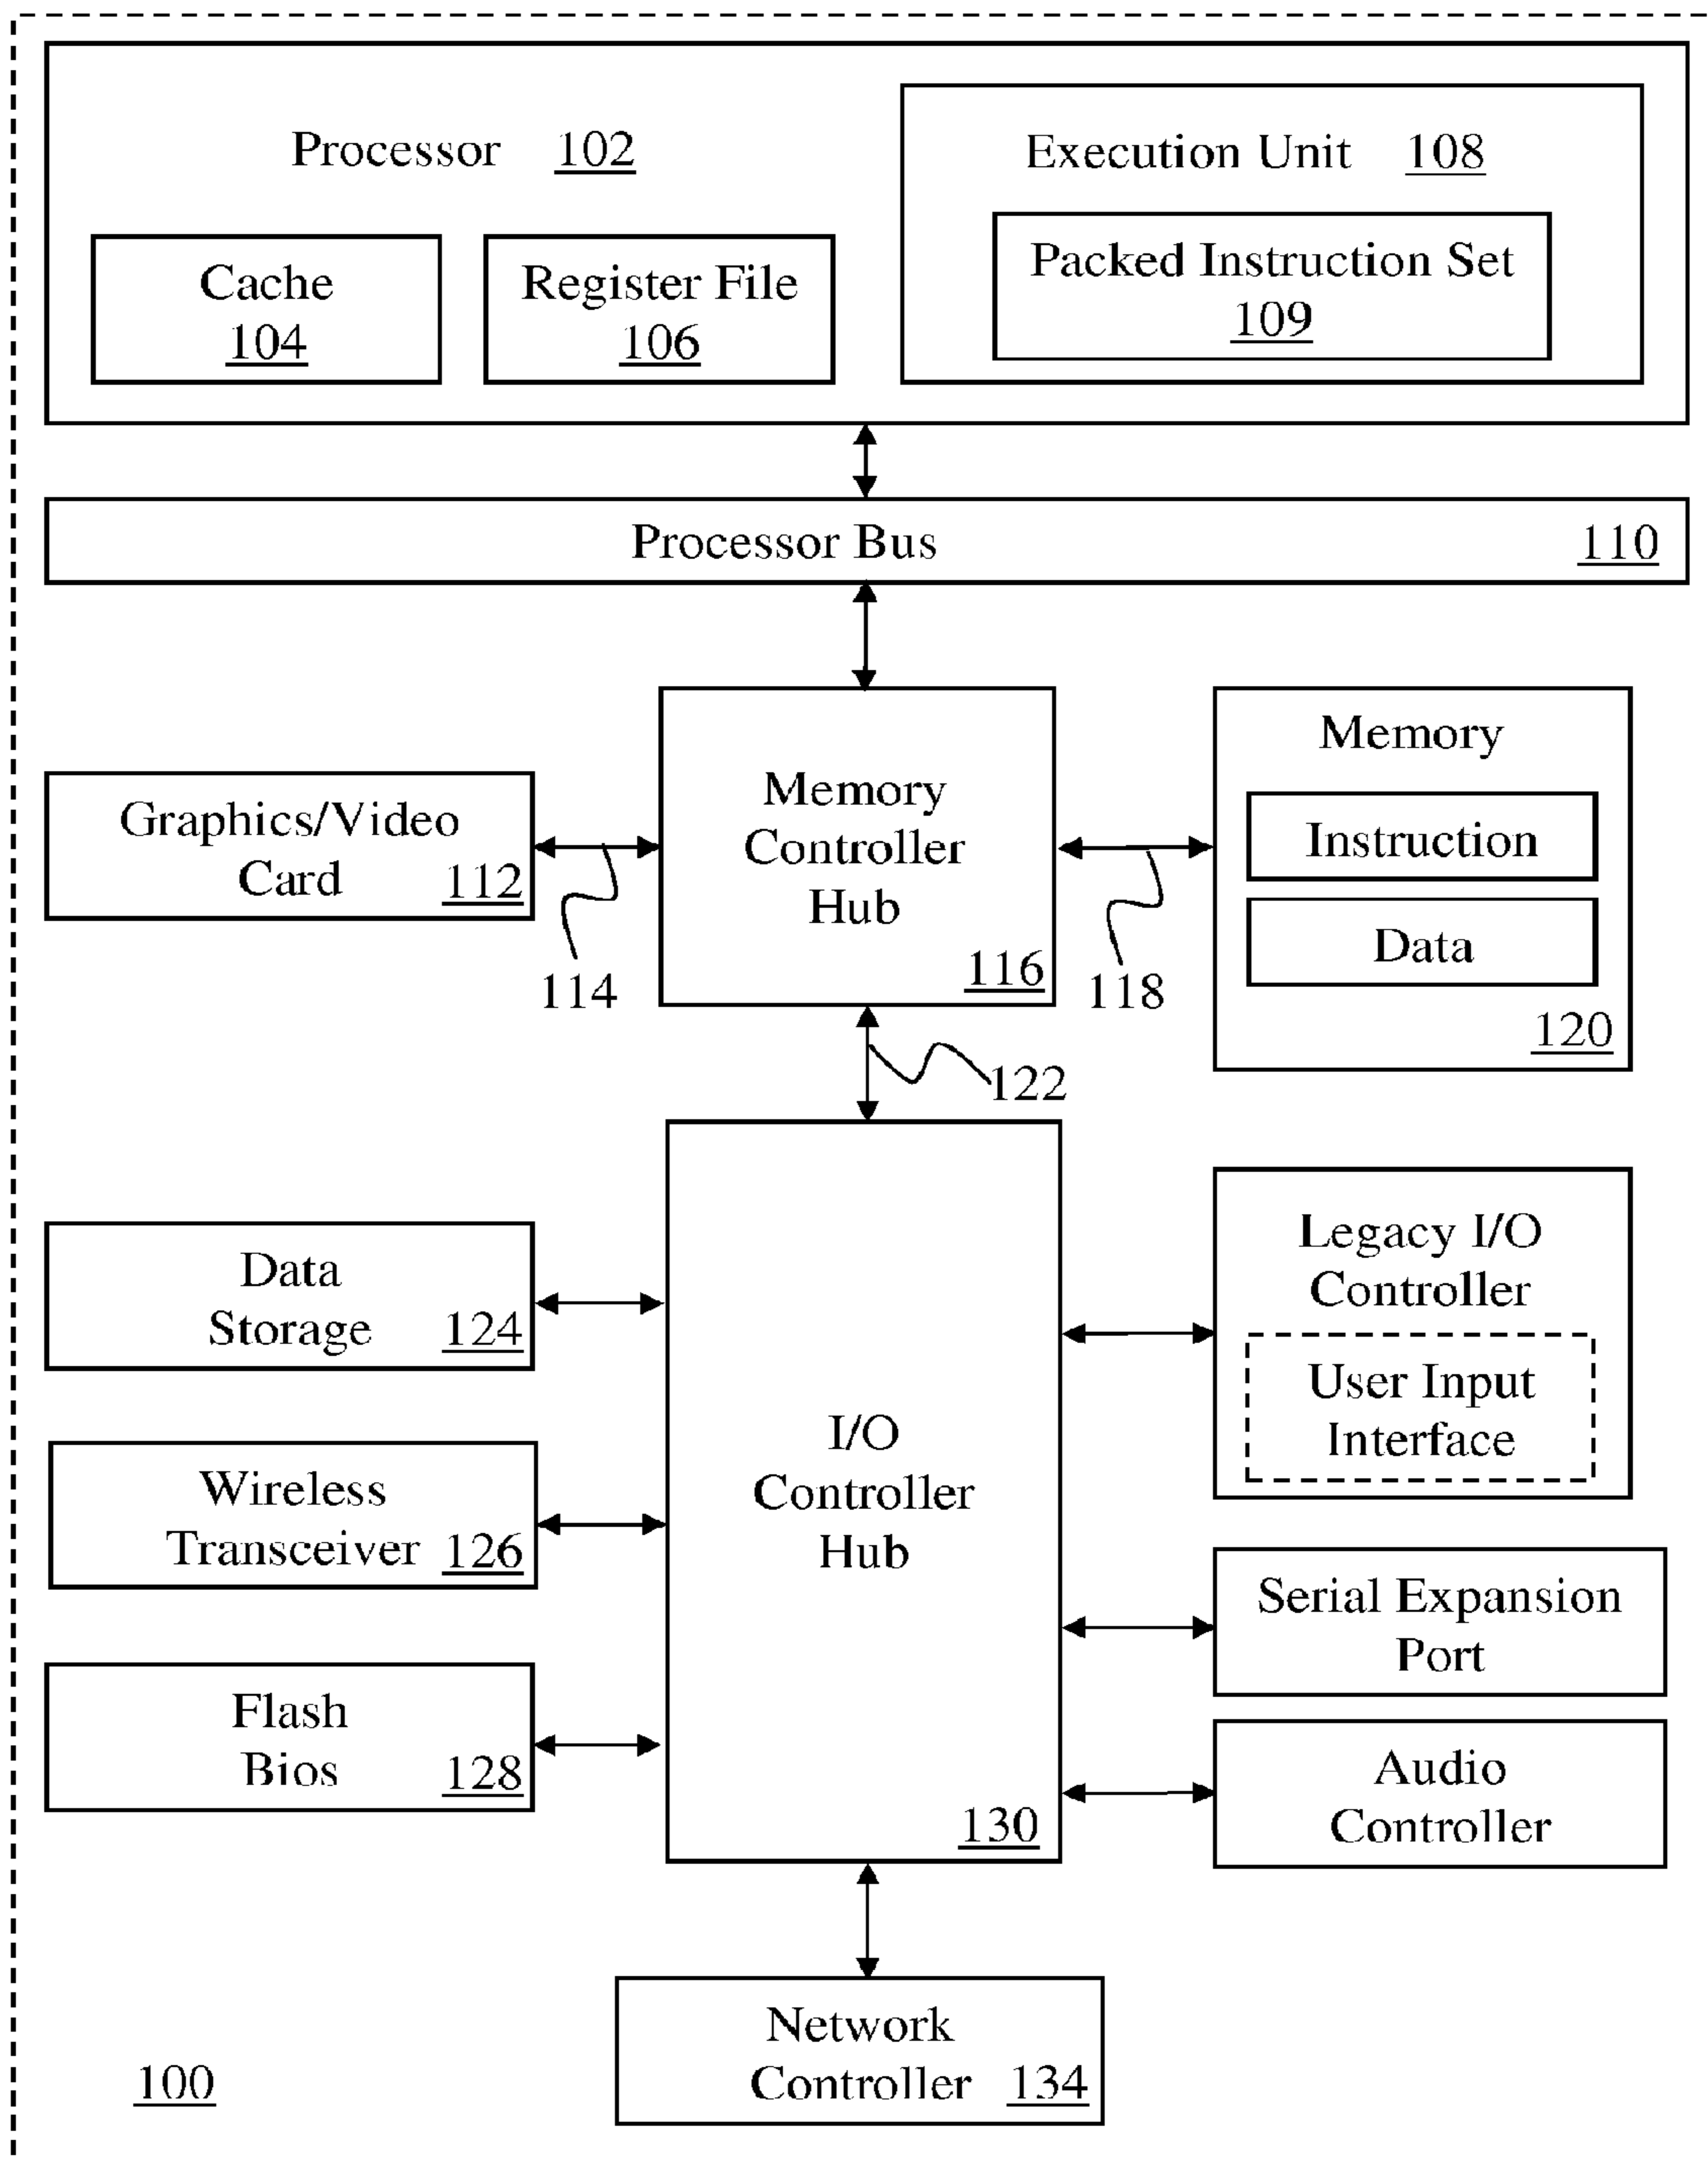 Processor 102
Execution Unit 108
Cache
104
Register File
106
Packed Instruction Set
109
Processor Bus 110
Graphics/Video
Card 112
114
Memory
Controller
Hub
116
118
Memory
Instruction
Data
120
122
Data
Storage 124
Wireless
Transceiver 126
Flash
Bios 128
I/O
Controller
Hub
130
Legacy I/O
Controller
User Input
Interface
Serial Expansion
Port
Audio
Controller
Network
Controller 134
100